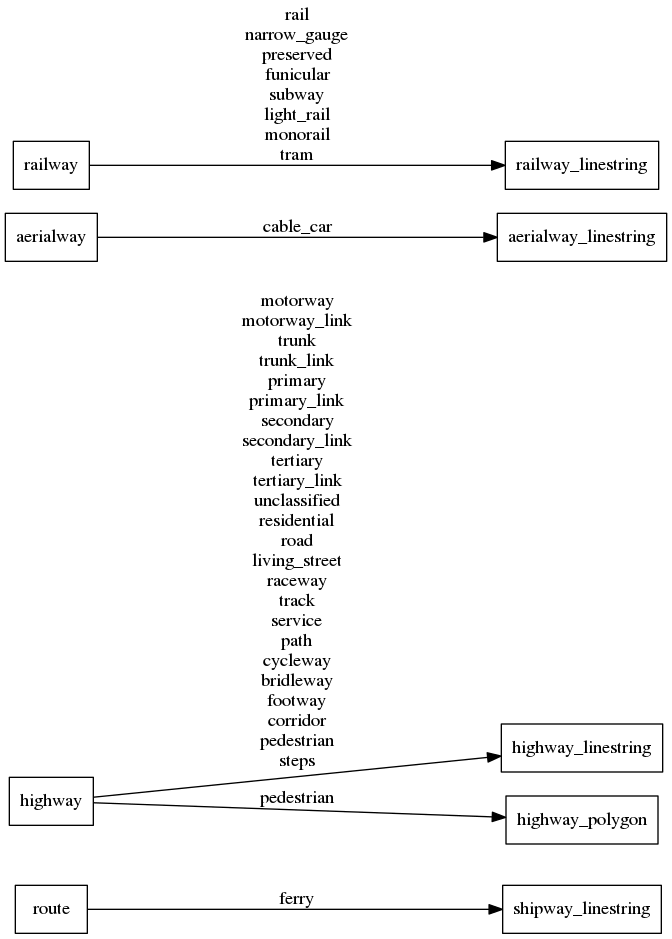 rail
narrow_gauge
preserved
funicular
subway
light_rail
monorail
tram
railway
railway_linestring
aerialway
cable_car
aerialway_linestring
motorway
motorway_link
trunk
trunk_link
primary
primary_link
secondary
secondary_link
tertiary
tertiary_link
unclassified
residential
road
living_street
raceway
track
service
path
cycleway
bridleway
footway
corridor
pedestrian
steps
highway
highway_linestring
pedestrian
highway_polygon
route
ferry
shipway_linestring